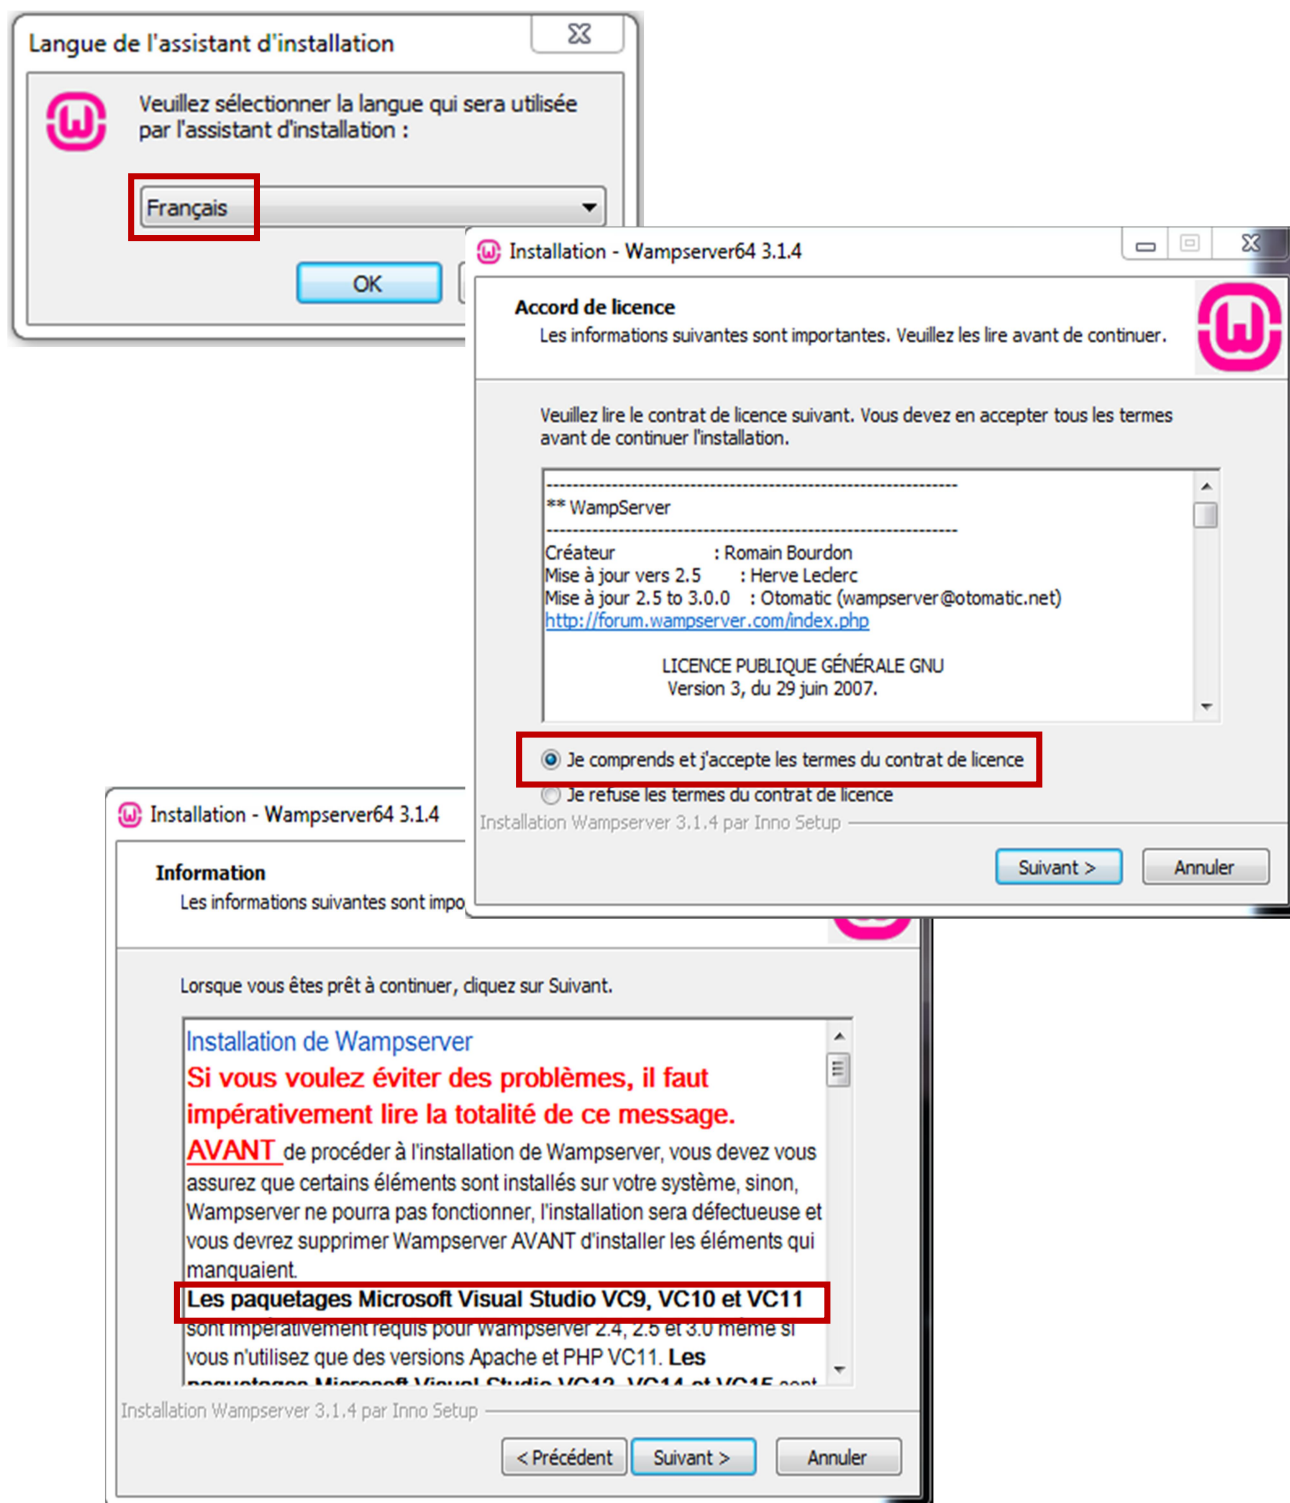 Langue de l'assistant d'installation
Veuillez sélectionner la langue qui sera utilisée
par l'assistant d'installation :
Français
OK
Installation - Wampserver64 3.1.4
Accord de licence
Les informations suivantes sont importantes. Veuillez les lire avant de continuer.
Veuillez lire le contrat de licence suivant. Vous devez en accepter tous les termes
avant de continuer l'installation.
---------------------------------------------------------------
** WampServer
---------------------------------------------------------------
Créateur : Romain Bourdon
Mise à jour vers 2.5 : Herve Leclerc
Mise à jour 2.5 to 3.0.0 : Otomatic (wampserver@otomatic.net)
http://forum.wampserver.com/index.php
LICENCE PUBLIQUE GÉNÉRALE GNU
Version 3, du 29 juin 2007.
Je comprends et j'accepte les termes du contrat de licence
Je refuse les termes du contrat de licence
Installation Wampserver 3.1.4 par Inno Setup
Suivant >
Annuler
Installation - Wampserver64 3.1.4
Information
Les informations suivantes sont impo
Lorsque vous êtes prêt à continuer, cliquez sur Suivant.
Installation de Wampserver
Si vous voulez éviter des problèmes, il faut
impérativement lire la totalité de ce message.
AVANT de procéder à l'installation de Wampserver, vous devez vous
assurez que certains éléments sont installés sur votre système, sinon,
Wampserver ne pourra pas fonctionner, l'installation sera défectueuse et
vous devrez supprimer Wampserver AVANT d'installer les éléments qui
manquaient.
Les paquetages Microsoft Visual Studio VC9, VC10 et VC11
sont impérativement requis pour Wampserver 2.4, 2.5 et 3.0 même si
vous n'utilisez que des versions Apache et PHP VC11. Les
paquetages Microsoft Visual Studio VC13, VC14 et VC15 sont
Installation Wampserver 3.1.4 par Inno Setup
< Précédent
Suivant >
Annuler